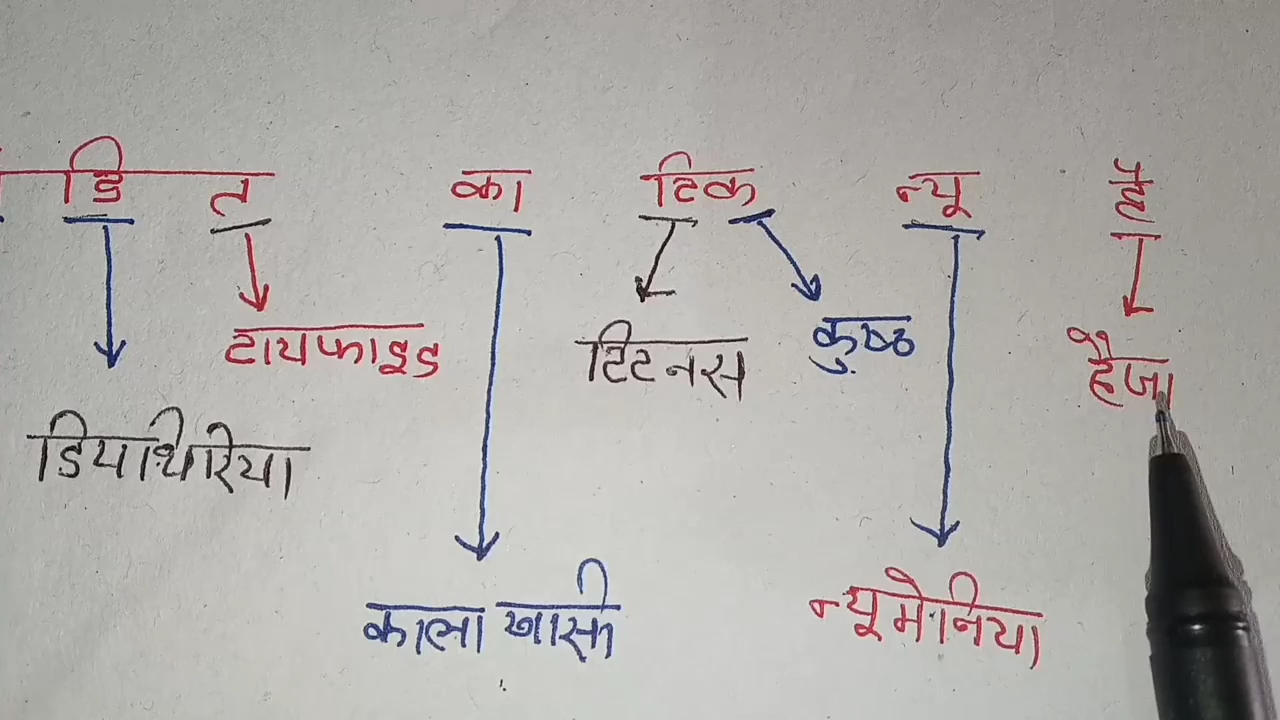 डित का टिक न्यू है
टायफाइड टिटनस कुष्ठ हैजा
डियाथिरिया
काला खासी न्यूमेनिया